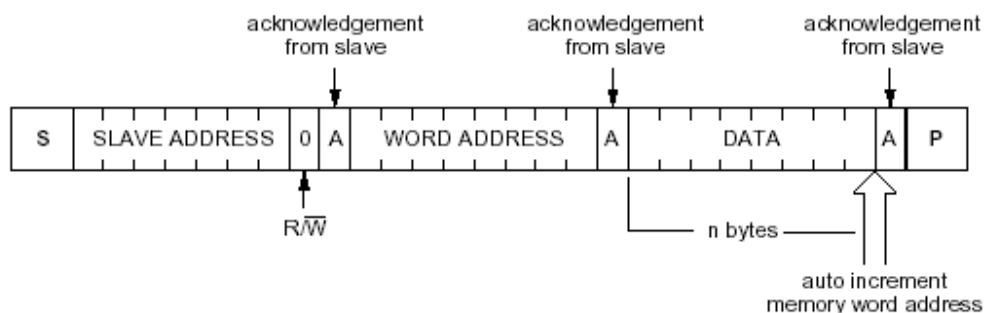 acknowledgement
from slave
acknowledgement
from slave
acknowledgement
from slave
S SLAVE ADDRESS 0 A WORD ADDRESS A DATA A P
R/W̅
n bytes
auto increment
memory word address